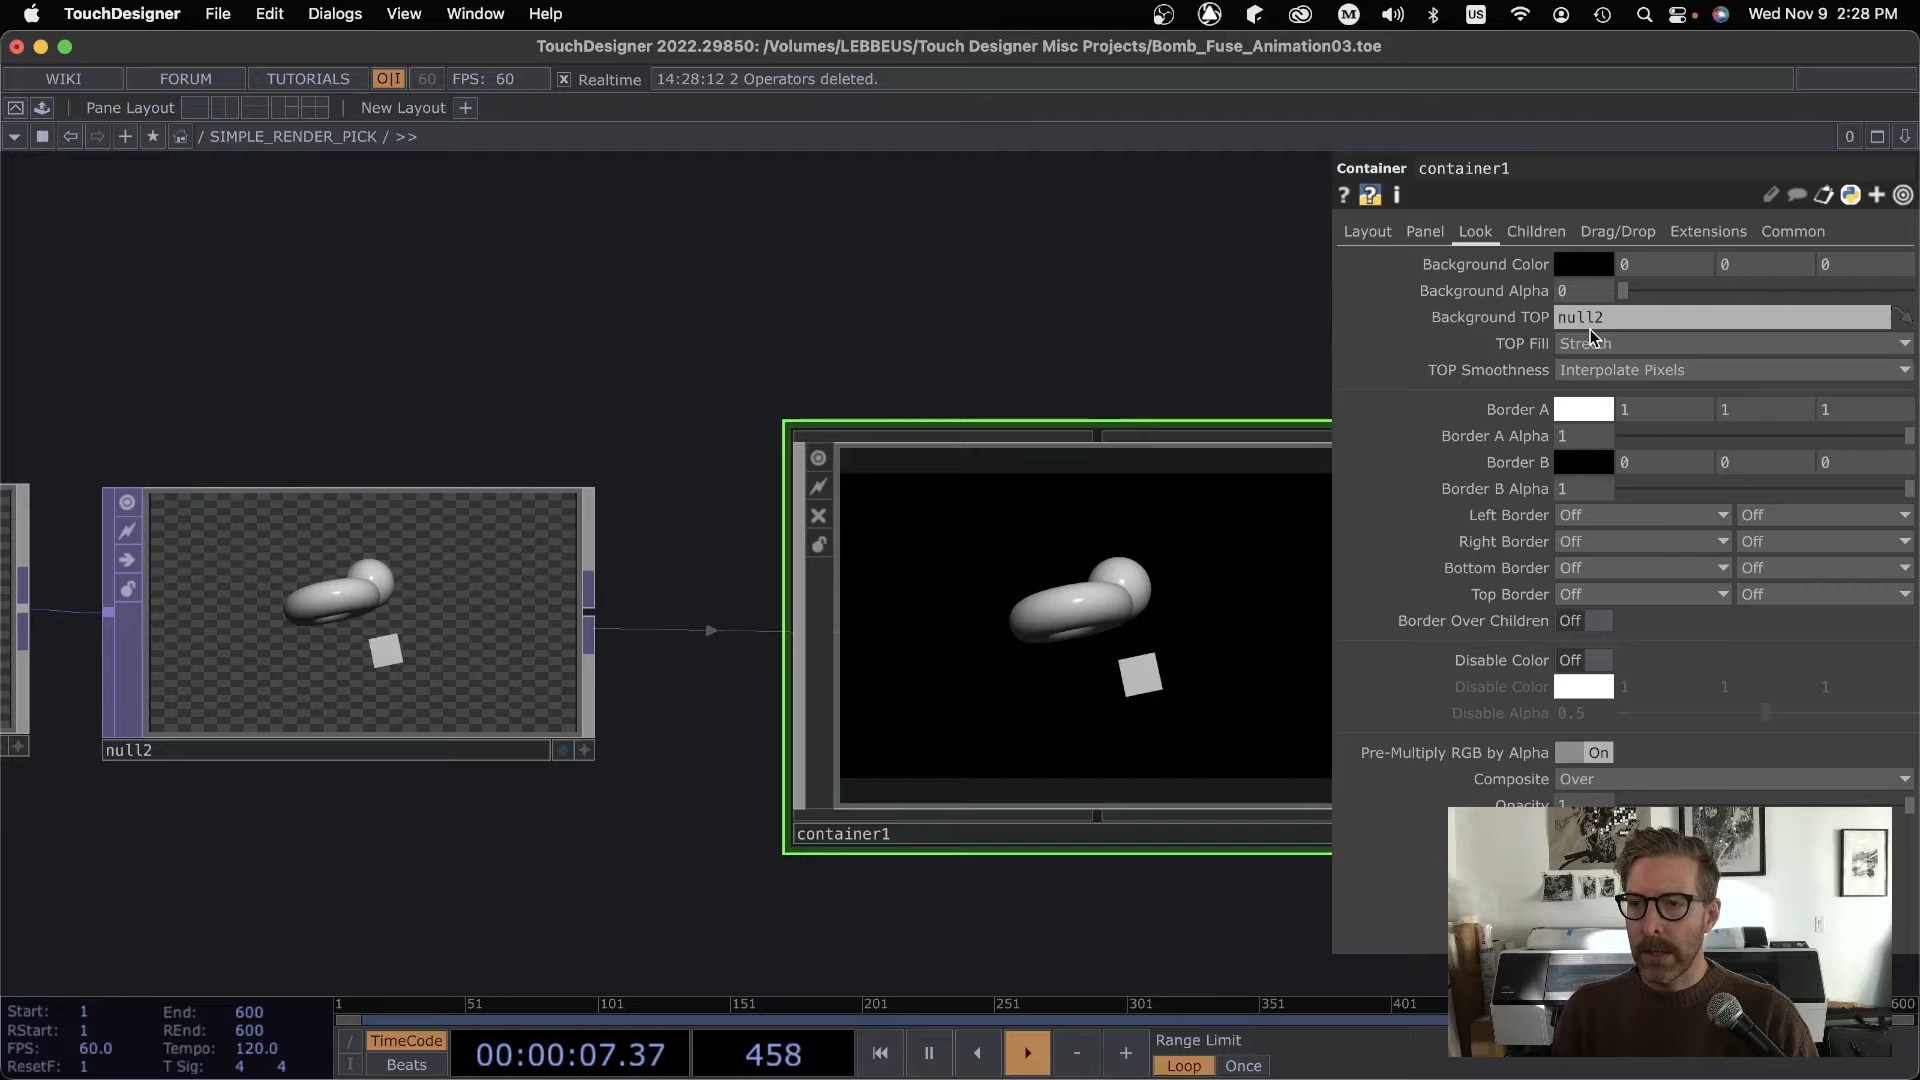 TouchDesigner File Edit Dialogs View Window Help US Wed Nov 9 2:28 PM
TouchDesigner 2022.29850: /Volumes/LEBBEUS/Touch Designer Misc Projects/Bomb_Fuse_Animation03.toe
WIKI FORUM TUTORIALS O|I 60 FPS: 60 Realtime 14:28:12 2 Operators deleted.
Pane Layout New Layout +
/ SIMPLE_RENDER_PICK / >> 0
Container container1
? ? i
Layout Panel Look Children Drag/Drop Extensions Common
Background Color 0 0 0
Background Alpha 0
Background TOP null2
TOP Fill Stretch
TOP Smoothness Interpolate Pixels
Border A 1 1 1
Border A Alpha 1
Border B 0 0 0
Border B Alpha 1
Left Border Off Off
Right Border Off Off
Bottom Border Off Off
Top Border Off Off
Border Over Children Off
Disable Color Off
Disable Color 1 1 1
Disable Alpha 0.5
Pre-Multiply RGB by Alpha On
Composite Over
Opacity 1
null2
container1
1 51 101 151 201 251 301 351 401 600
Start: 1 End: 600
RStart: 1 REnd: 600
FPS: 60.0 Tempo: 120.0
ResetF: 1 T Sig: 4 4
TimeCode
Beats
00:00:07.37
458
Range Limit
Loop Once